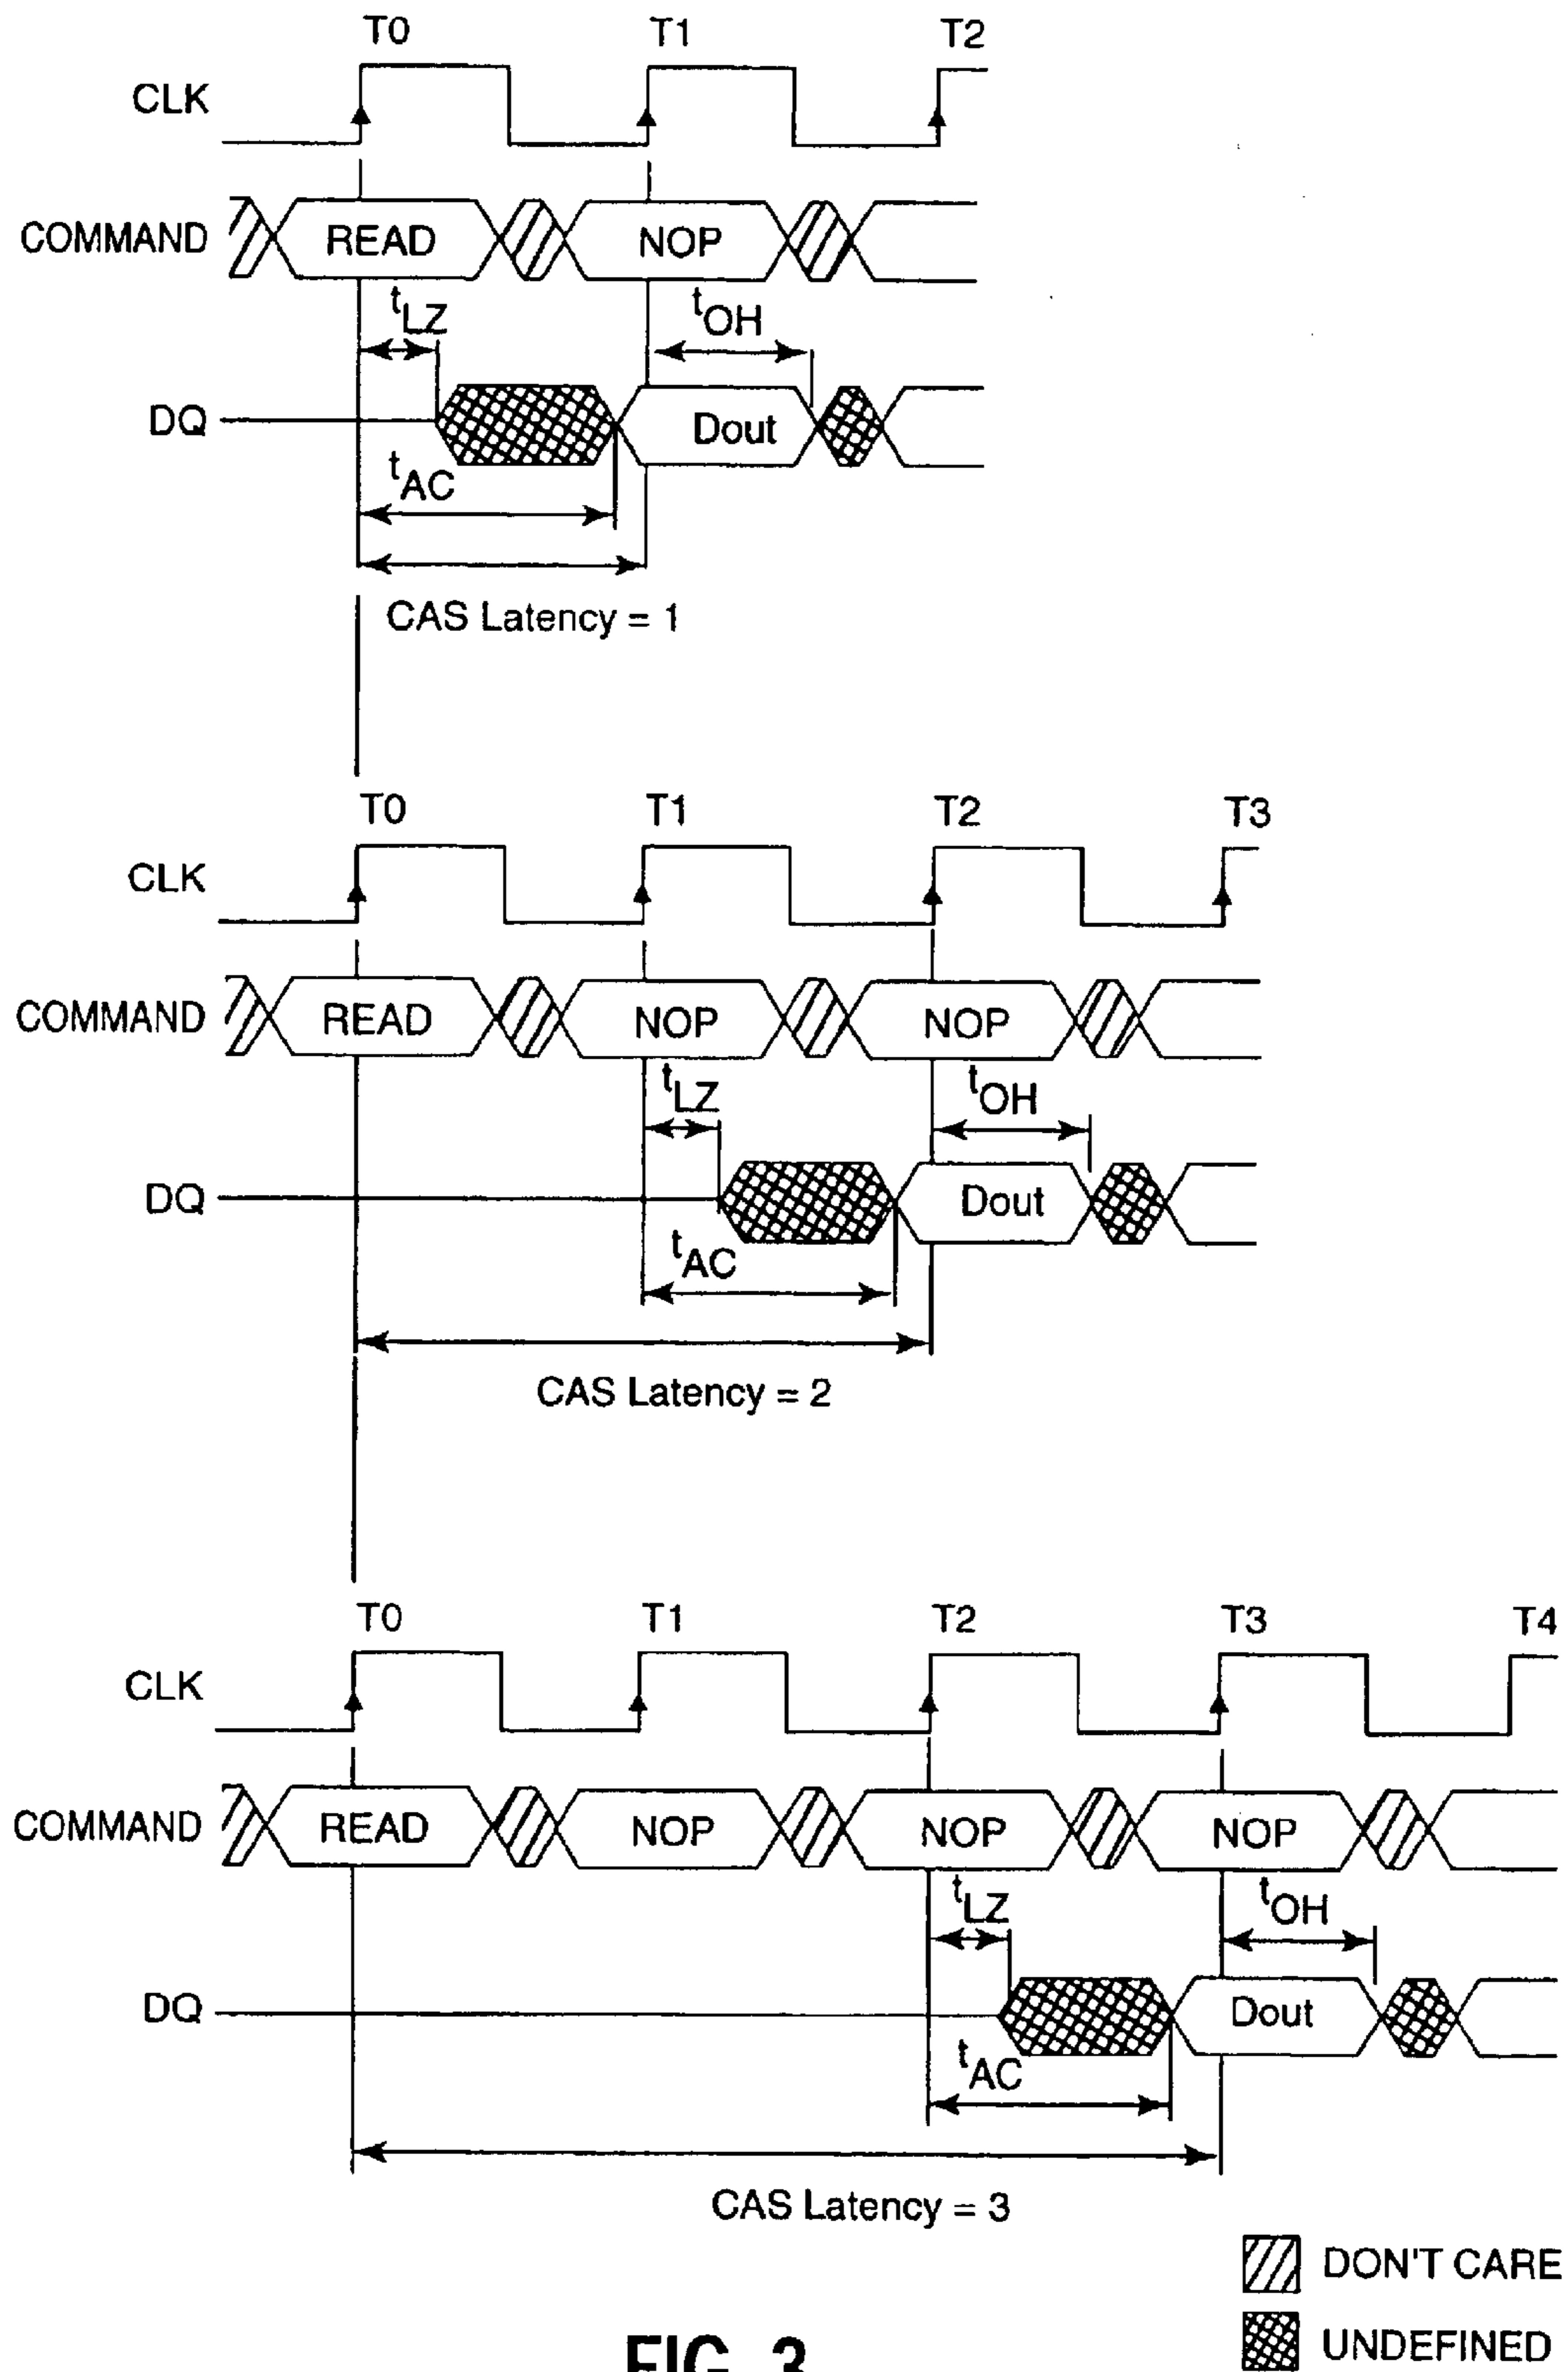 T0 T1 T2
CLK
COMMAND READ NOP
tLZ tOH
DQ Dout
tAC
CAS Latency = 1
T0 T1 T2 T3
CLK
COMMAND READ NOP NOP
tLZ tOH
DQ Dout
tAC
CAS Latency = 2
T0 T1 T2 T3 T4
CLK
COMMAND READ NOP NOP NOP
tLZ tOH
DQ Dout
tAC
CAS Latency = 3
DON'T CARE
UNDEFINED
FIG. 3